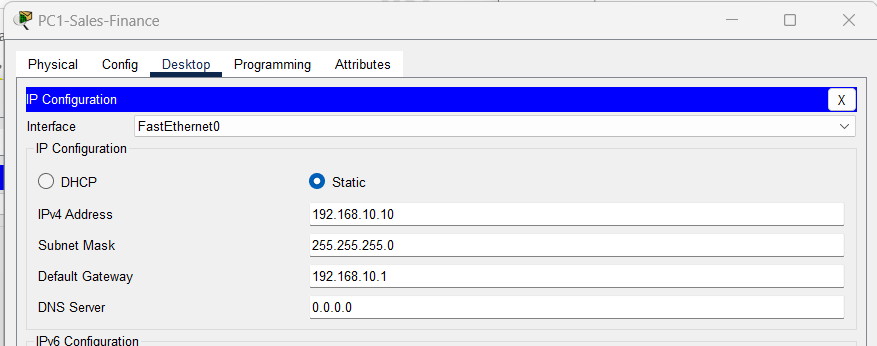 PC1-Sales-Finance
Physical Config Desktop Programming Attributes
IP Configuration X
Interface FastEthernet0
IP Configuration
DHCP Static
IPv4 Address 192.168.10.10
Subnet Mask 255.255.255.0
Default Gateway 192.168.10.1
DNS Server 0.0.0.0
IPv6 Configuration